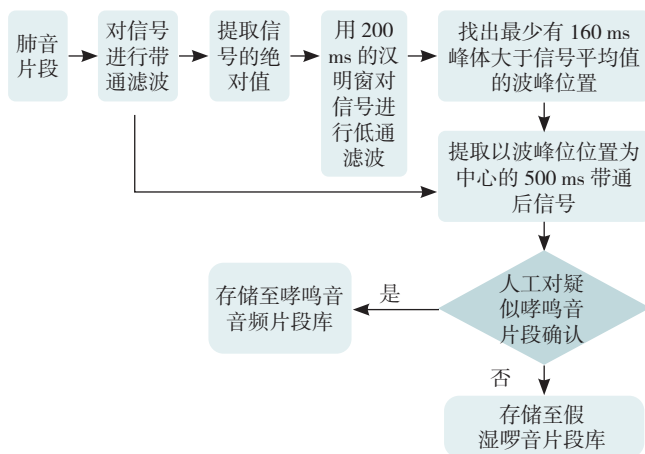 肺音
片段
对信号
进行带
通滤波
提取信
号的绝
对值
用 200
ms 的汉
明窗对
信号进
行低通
滤波
找出最少有 160 ms
峰体大于信号平均值
的波峰位置
提取以波峰位位置为
中心的 500 ms 带通
后信号
人工对疑
似哮鸣音
片段确认
是
存储至哮鸣音
音频片段库
否
存储至假
湿啰音片段库